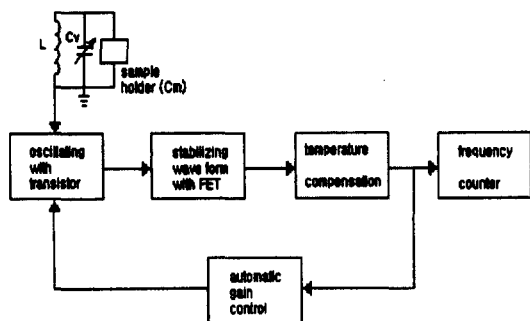 L
Cv
sample
holder (Cm)
oscillating
with
transistor
stabilizing
wave form
with FET
temperature
compensation
frequency
counter
automatic
gain
control